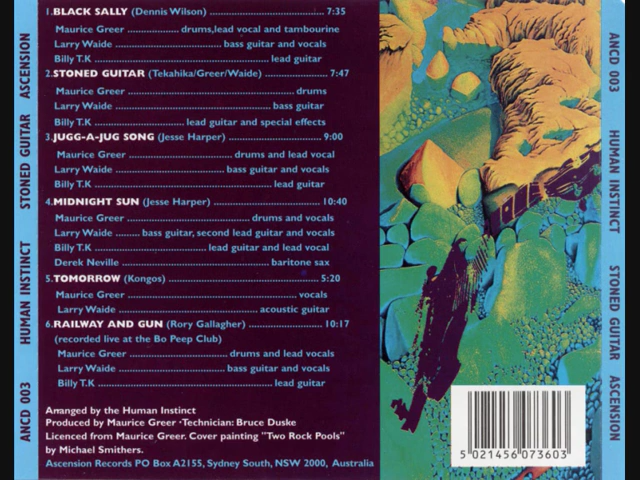 1.BLACK SALLY (Dennis Wilson) ........................ 7:35
Maurice Greer ............... drums,lead vocal and tambourine
Larry Waide ............................. bass guitar and vocals
Billy T.K ............................................. lead guitar
2.STONED GUITAR (Tekahika/Greer/Waide) ............. 7:47
Maurice Greer ............................................. drums
Larry Waide .......................................... bass guitar
Billy T.K ......................... lead guitar and special effects
3.JUGG-A-JUG SONG (Jesse Harper) .................... 9:00
Maurice Greer ............................ drums and lead vocal
Larry Waide ............................. bass guitar and vocals
Billy T.K ............................................. lead guitar
4.MIDNIGHT SUN (Jesse Harper) ........................ 10:40
Maurice Greer ................................ drums and vocals
Larry Waide ........ bass guitar, second lead guitar and vocals
Billy T.K ............................. lead guitar and lead vocal
Derek Neville ........................................ baritone sax
5.TOMORROW (Kongos) .................................. 5:20
Maurice Greer ............................................. vocals
Larry Waide ...................................... acoustic guitar
6.RAILWAY AND GUN (Rory Gallagher) .................. 10:17
(recorded live at the Bo Peep Club)
Maurice Greer ........................... drums and lead vocals
Larry Waide ............................. bass guitar and vocals
Billy T.K ............................................. lead guitar
Arranged by the Human Instinct
Produced by Maurice Greer ·Technician: Bruce Duske
Licenced from Maurice Greer. Cover painting "Two Rock Pools"
by Michael Smithers.
Ascension Records PO Box A2155, Sydney South, NSW 2000, Australia
ANCD 003 HUMAN INSTINCT STONED GUITAR ASCENSION
ANCD 003 HUMAN INSTINCT STONED GUITAR ASCENSION
5 021456 073603